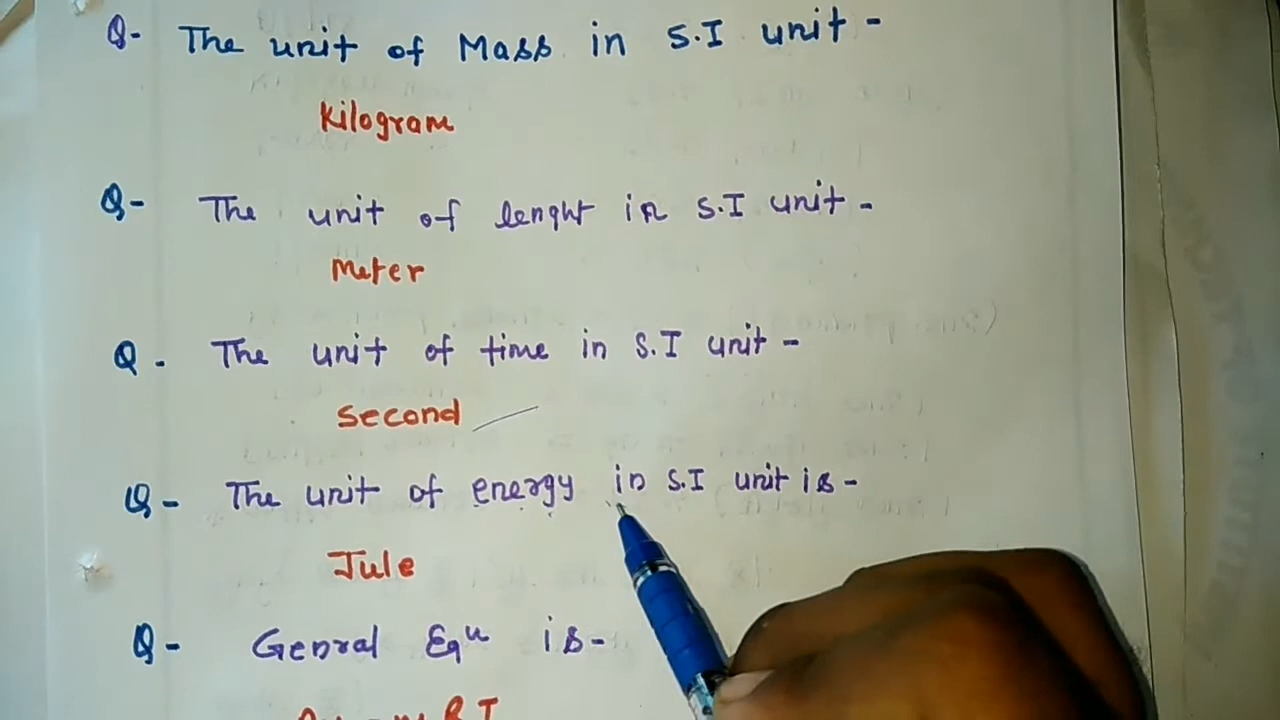 Q- The unit of Mass in S.I unit -
Kilogram
Q- The unit of lenght in S.I unit -
Meter
Q. The unit of time in S.I unit -
Second
Q- The unit of energy in S.I unit is -
Jule
Q- Genral Equ is -